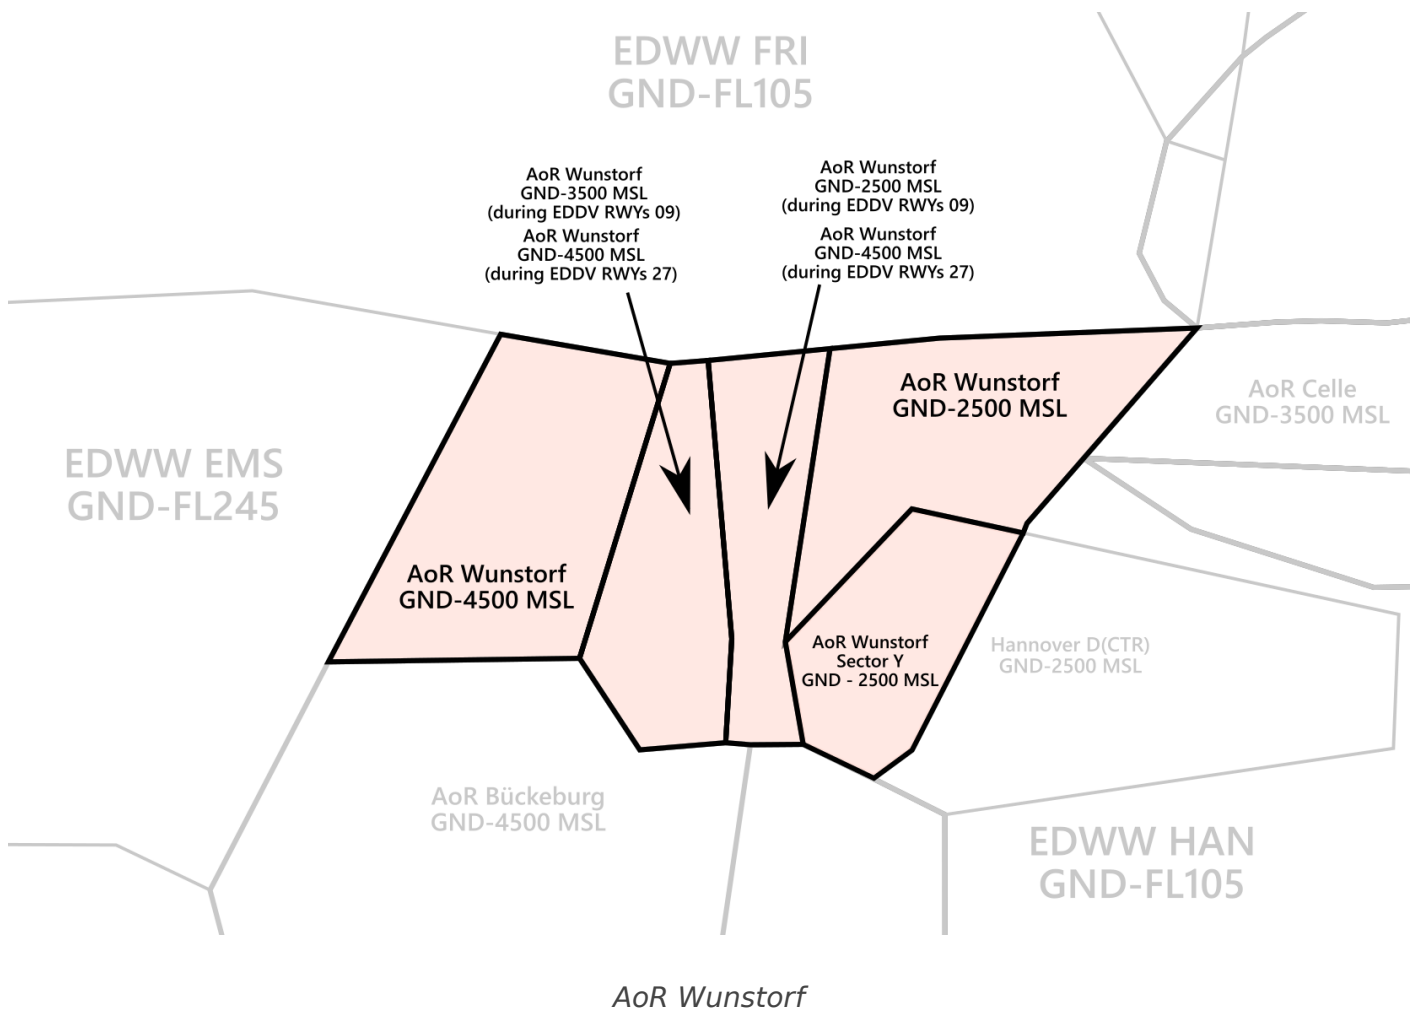 EDWW FRI
GND-FL105
AoR Wunstorf
GND-3500 MSL
(during EDDV RWYs 09)
AoR Wunstorf
GND-4500 MSL
(during EDDV RWYs 27)
AoR Wunstorf
GND-2500 MSL
(during EDDV RWYs 09)
AoR Wunstorf
GND-4500 MSL
(during EDDV RWYs 27)
AoR Wunstorf
GND-2500 MSL
AoR Celle
GND-3500 MSL
EDWW EMS
GND-FL245
AoR Wunstorf
GND-4500 MSL
AoR Wunstorf
Sector Y
GND - 2500 MSL
Hannover D(CTR)
GND-2500 MSL
AoR Bückeburg
GND-4500 MSL
EDWW HAN
GND-FL105
AoR Wunstorf